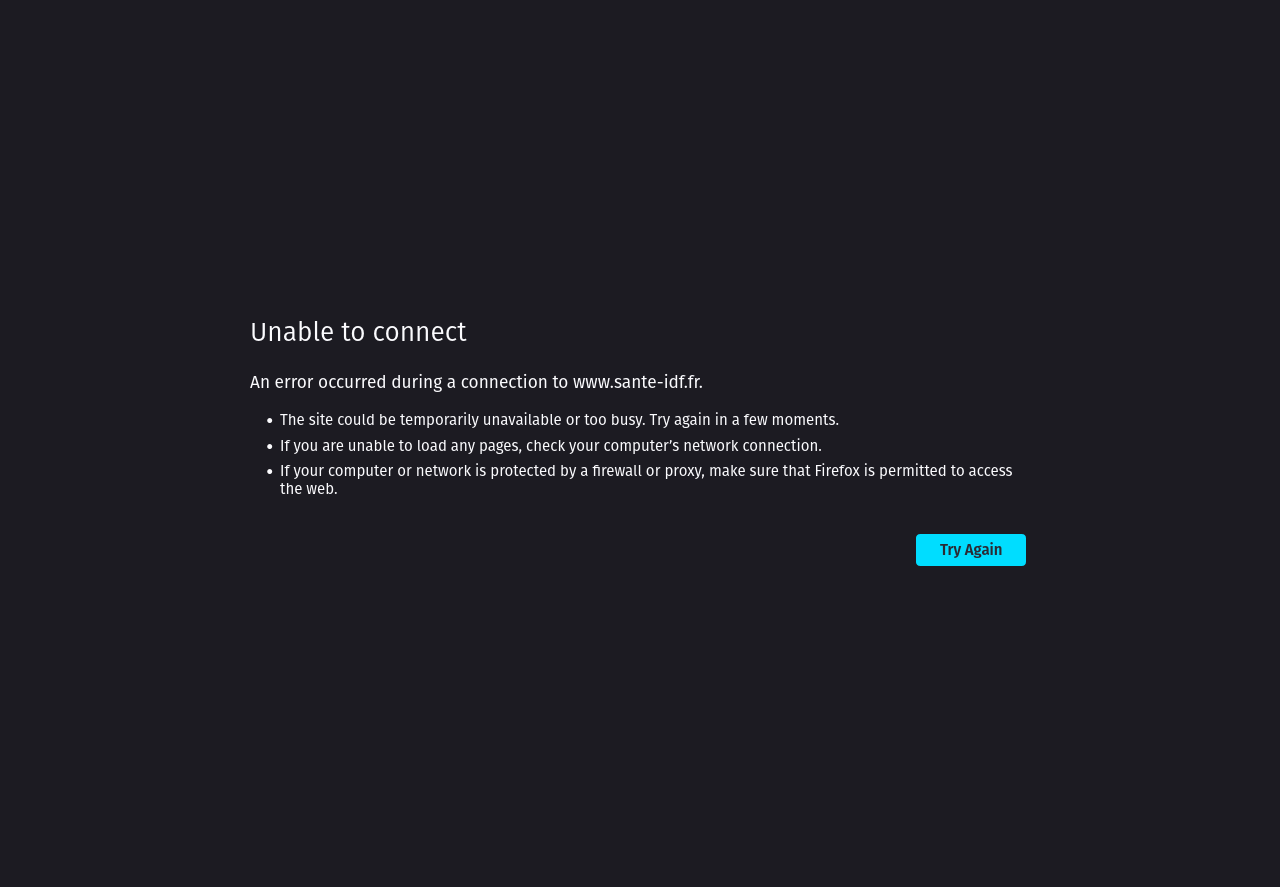 Unable to connect
An error occurred during a connection to www.sante-idf.fr.
• The site could be temporarily unavailable or too busy. Try again in a few moments.
• If you are unable to load any pages, check your computer’s network connection.
• If your computer or network is protected by a firewall or proxy, make sure that Firefox is permitted to access
the web.
Try Again